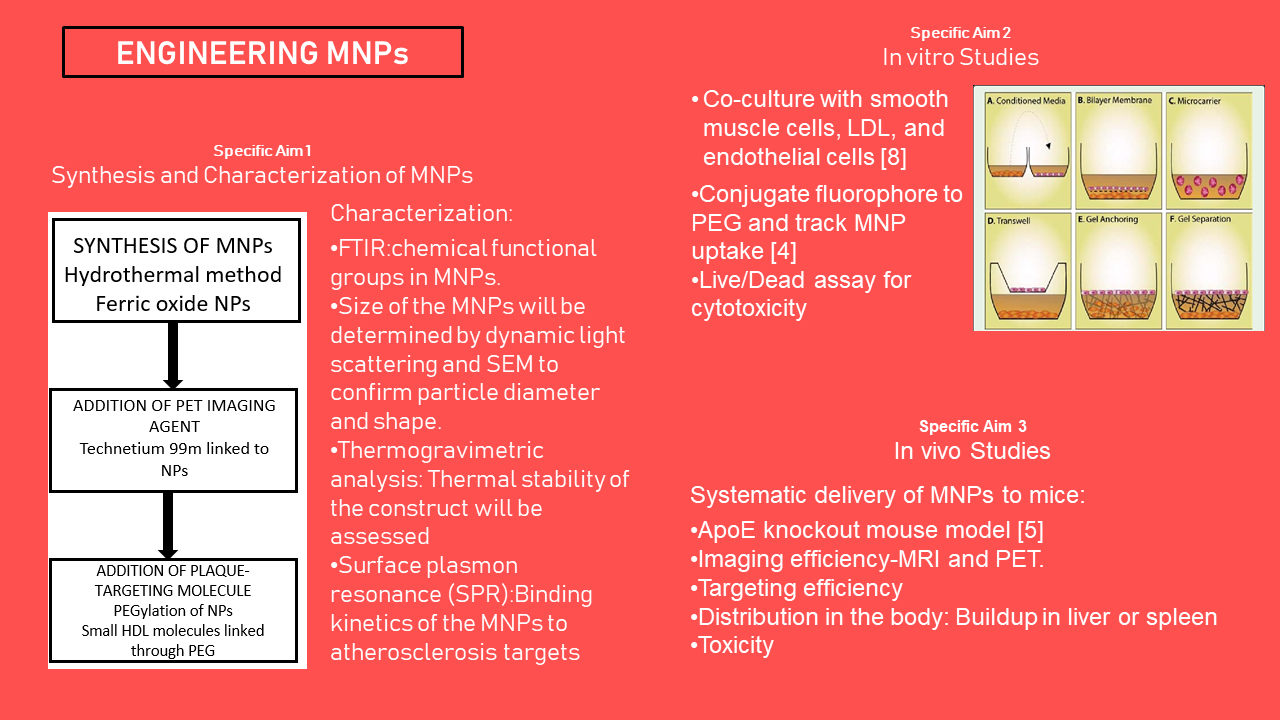 ENGINEERING MNPs
Specific Aim 1
Synthesis and Characterization of MNPs
SYNTHESIS OF MNPs
Hydrothermal method
Ferric oxide NPs
ADDITION OF PET IMAGING
AGENT
Technetium 99m linked to
NPs
ADDITION OF PLAQUE-
TARGETING MOLECULE
PEGylation of NPs
Small HDL molecules linked
through PEG
Characterization:
•FTIR:chemical functional
groups in MNPs.
•Size of the MNPs will be
determined by dynamic light
scattering and SEM to
confirm particle diameter
and shape.
•Thermogravimetric
analysis: Thermal stability of
the construct will be
assessed
•Surface plasmon
resonance (SPR):Binding
kinetics of the MNPs to
atherosclerosis targets
Specific Aim 2
In vitro Studies
• Co-culture with smooth
muscle cells, LDL, and
endothelial cells [8]
•Conjugate fluorophore to
PEG and track MNP
uptake [4]
•Live/Dead assay for
cytotoxicity
A. Conditioned Media
B. Bilayer Membrane
C. Microcarrier
D. Transwell
E. Gel Anchoring
F. Gel Separation
Specific Aim 3
In vivo Studies
Systematic delivery of MNPs to mice:
•ApoE knockout mouse model [5]
•Imaging efficiency-MRI and PET.
•Targeting efficiency
•Distribution in the body: Buildup in liver or spleen
•Toxicity